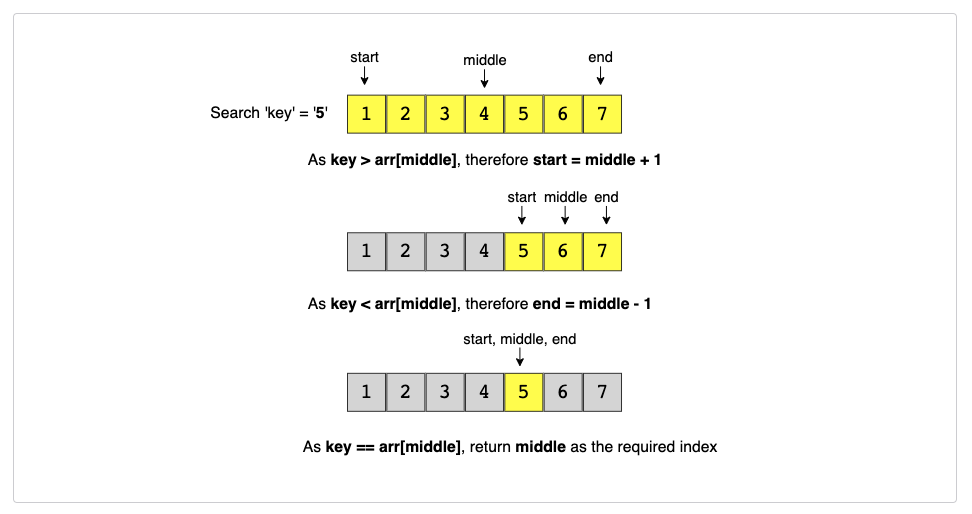 start middle end
Search 'key' = '5' 1 2 3 4 5 6 7
As key > arr[middle], therefore start = middle + 1
start middle end
1 2 3 4 5 6 7
As key < arr[middle], therefore end = middle - 1
start, middle, end
1 2 3 4 5 6 7
As key == arr[middle], return middle as the required index